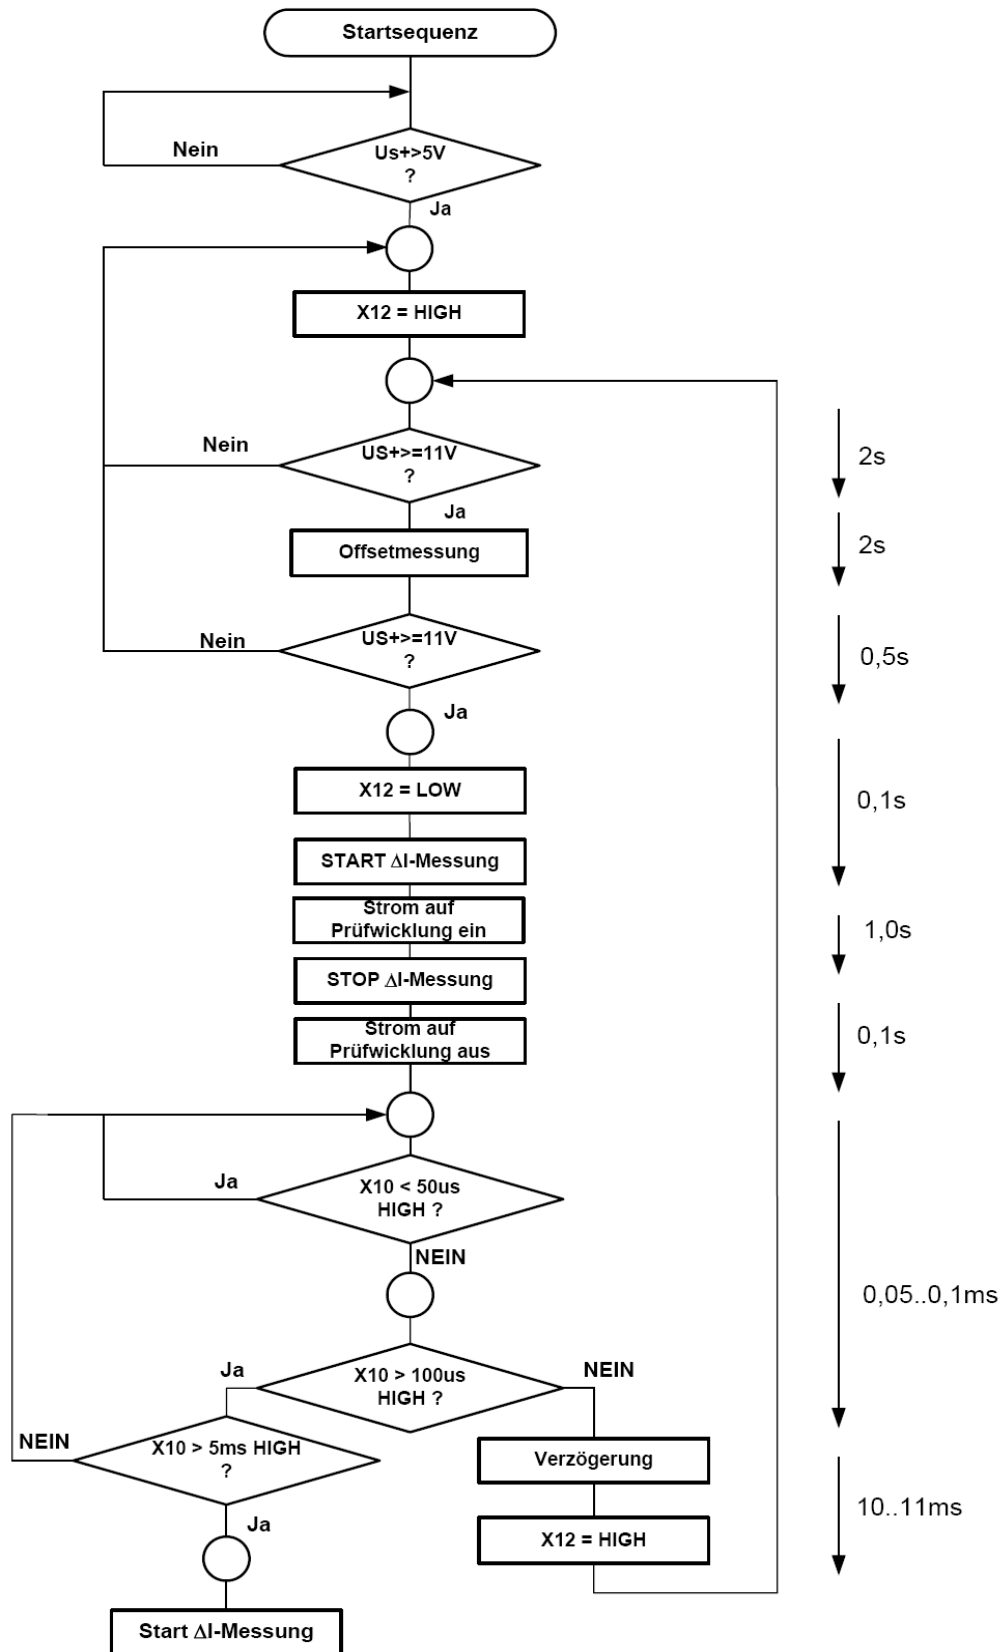 Startsequenz
Nein
Us+>5V
?
Ja
X12 = HIGH
Nein
US+>=11V
?
2s
Ja
Offsetmessung
2s
Nein
US+>=11V
?
0,5s
Ja
X12 = LOW
0,1s
START ΔI-Messung
Strom auf
Prüfwicklung ein
1,0s
STOP ΔI-Messung
Strom auf
Prüfwicklung aus
0,1s
Ja
X10 < 50us
HIGH ?
NEIN
0,05..0,1ms
Ja
X10 > 100us
HIGH ?
NEIN
NEIN
X10 > 5ms HIGH
?
Verzögerung
10..11ms
Ja
X12 = HIGH
Start ΔI-Messung